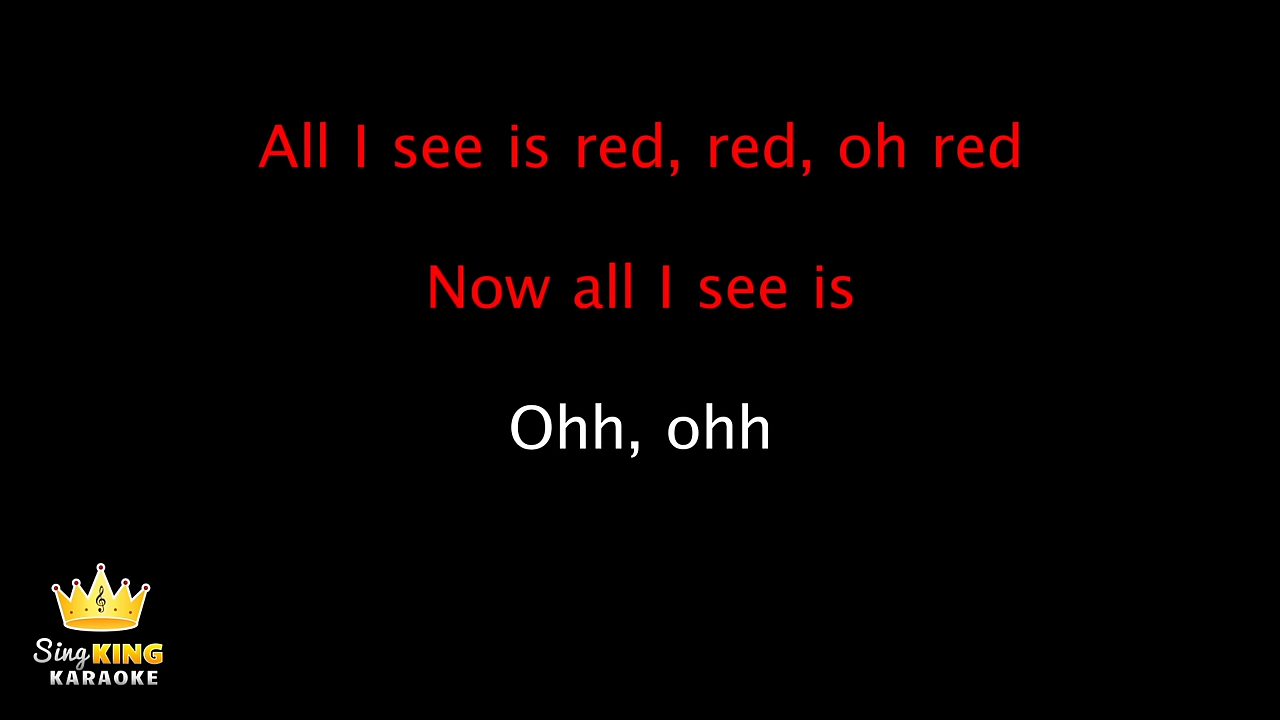 All I see is red, red, oh red
Now all I see is
Ohh, ohh
Sing KING
KARAOKE